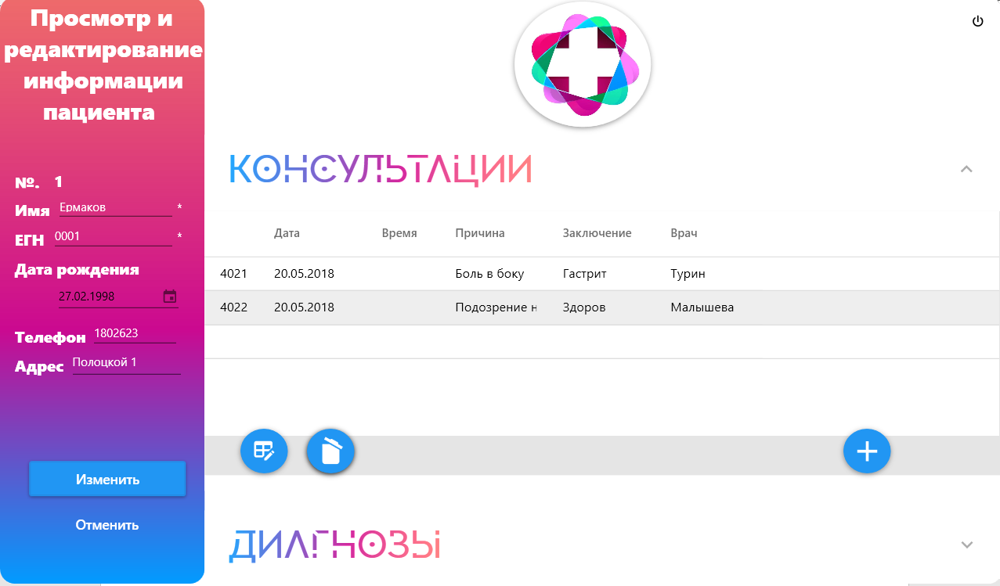 Просмотр и
редактирование
информации
пациента
№. 1
Имя Ермаков *
ЕГН 0001 *
Дата рождения
27.02.1998
Телефон 1802623
Адрес Полоцкой 1
Изменить
Отменить
КОНСУЛЬТАЦИИ
Дата Время Причина Заключение Врач
4021 20.05.2018 Боль в боку Гастрит Турин
4022 20.05.2018 Подозрение н Здоров Малышева
ДИАГНОЗЫ